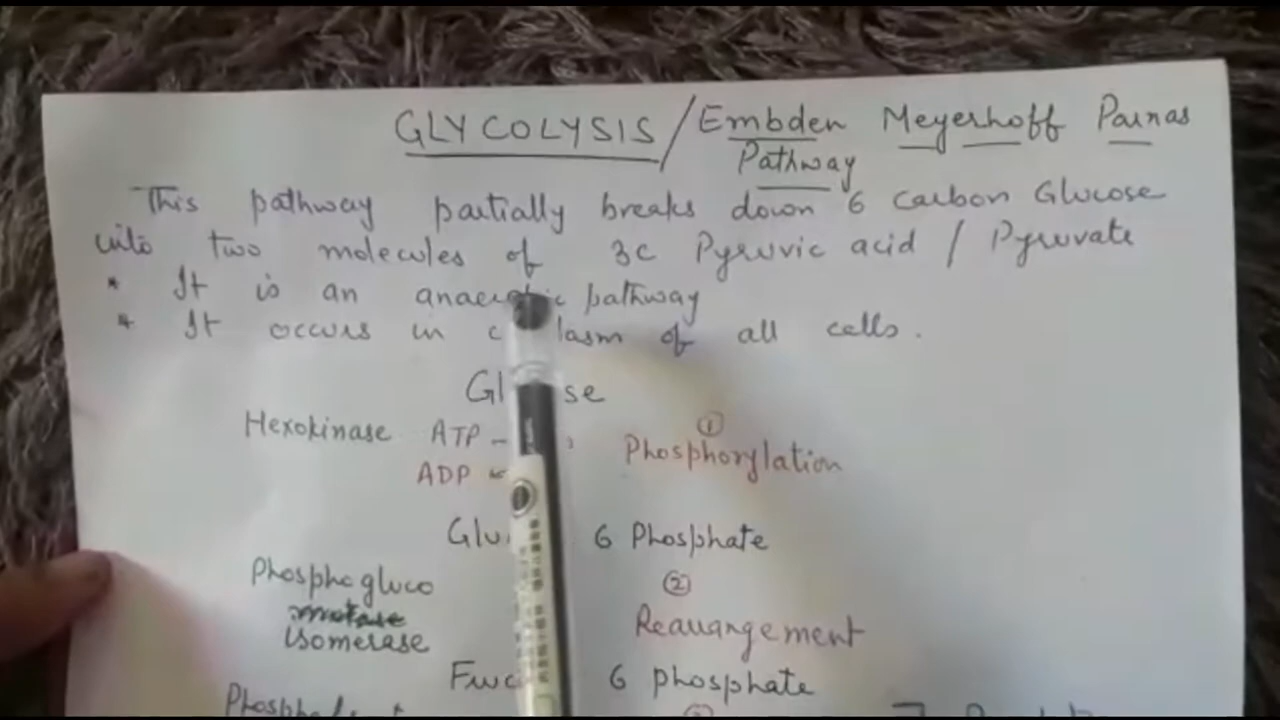 GLYCOLYSIS / Embden Meyerhoff Parnas
Pathway
This pathway partially breaks down 6 carbon Glucose
into two molecules of 3c Pyruvic acid / Pyruvate
* It is an pathway
* It occurs in of all cells.
Hexokinase ATP
①
Phosphorylation
ADP
6 Phosphate
Phosphogluco
②
isomerase
Rearrangement
6 phosphate